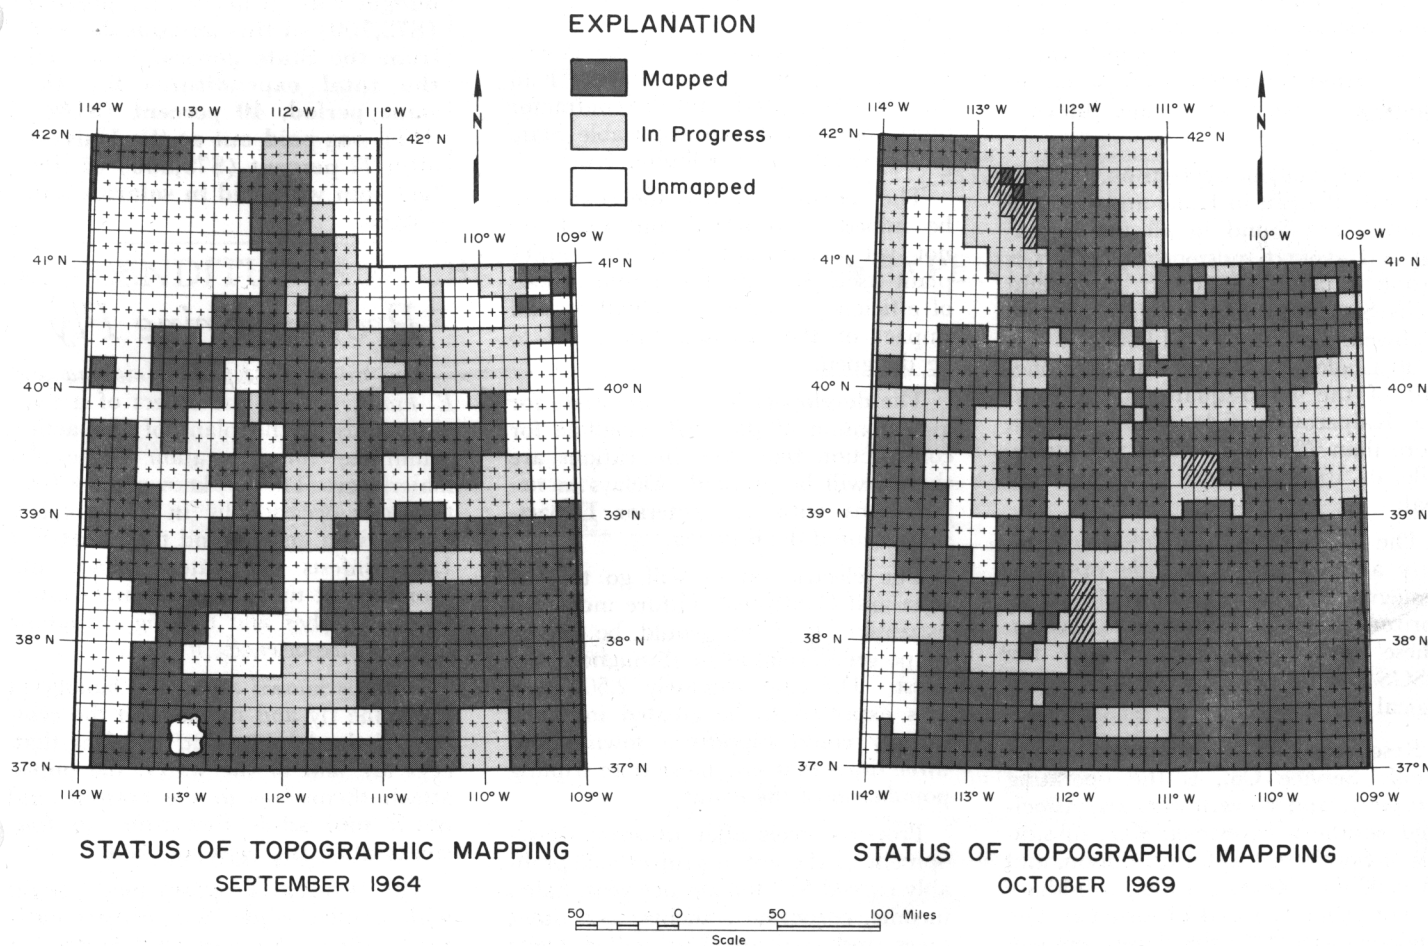 EXPLANATION
Mapped
In Progress
Unmapped
114° W 113° W 112° W 111° W
42° N 42° N
N
110° W 109° W
41° N 41° N
40° N 40° N
39° N 39° N
38° N 38° N
37° N 37° N
114° W 113° W 112° W 111° W 110° W 109° W
STATUS OF TOPOGRAPHIC MAPPING
SEPTEMBER 1964
114° W 113° W 112° W 111° W
42° N 42° N
N
110° W 109° W
41° N 41° N
40° N 40° N
39° N 39° N
38° N 38° N
37° N 37° N
114° W 113° W 112° W 111° W 110° W 109° W
STATUS OF TOPOGRAPHIC MAPPING
OCTOBER 1969
50 0 50 100 Miles
Scale